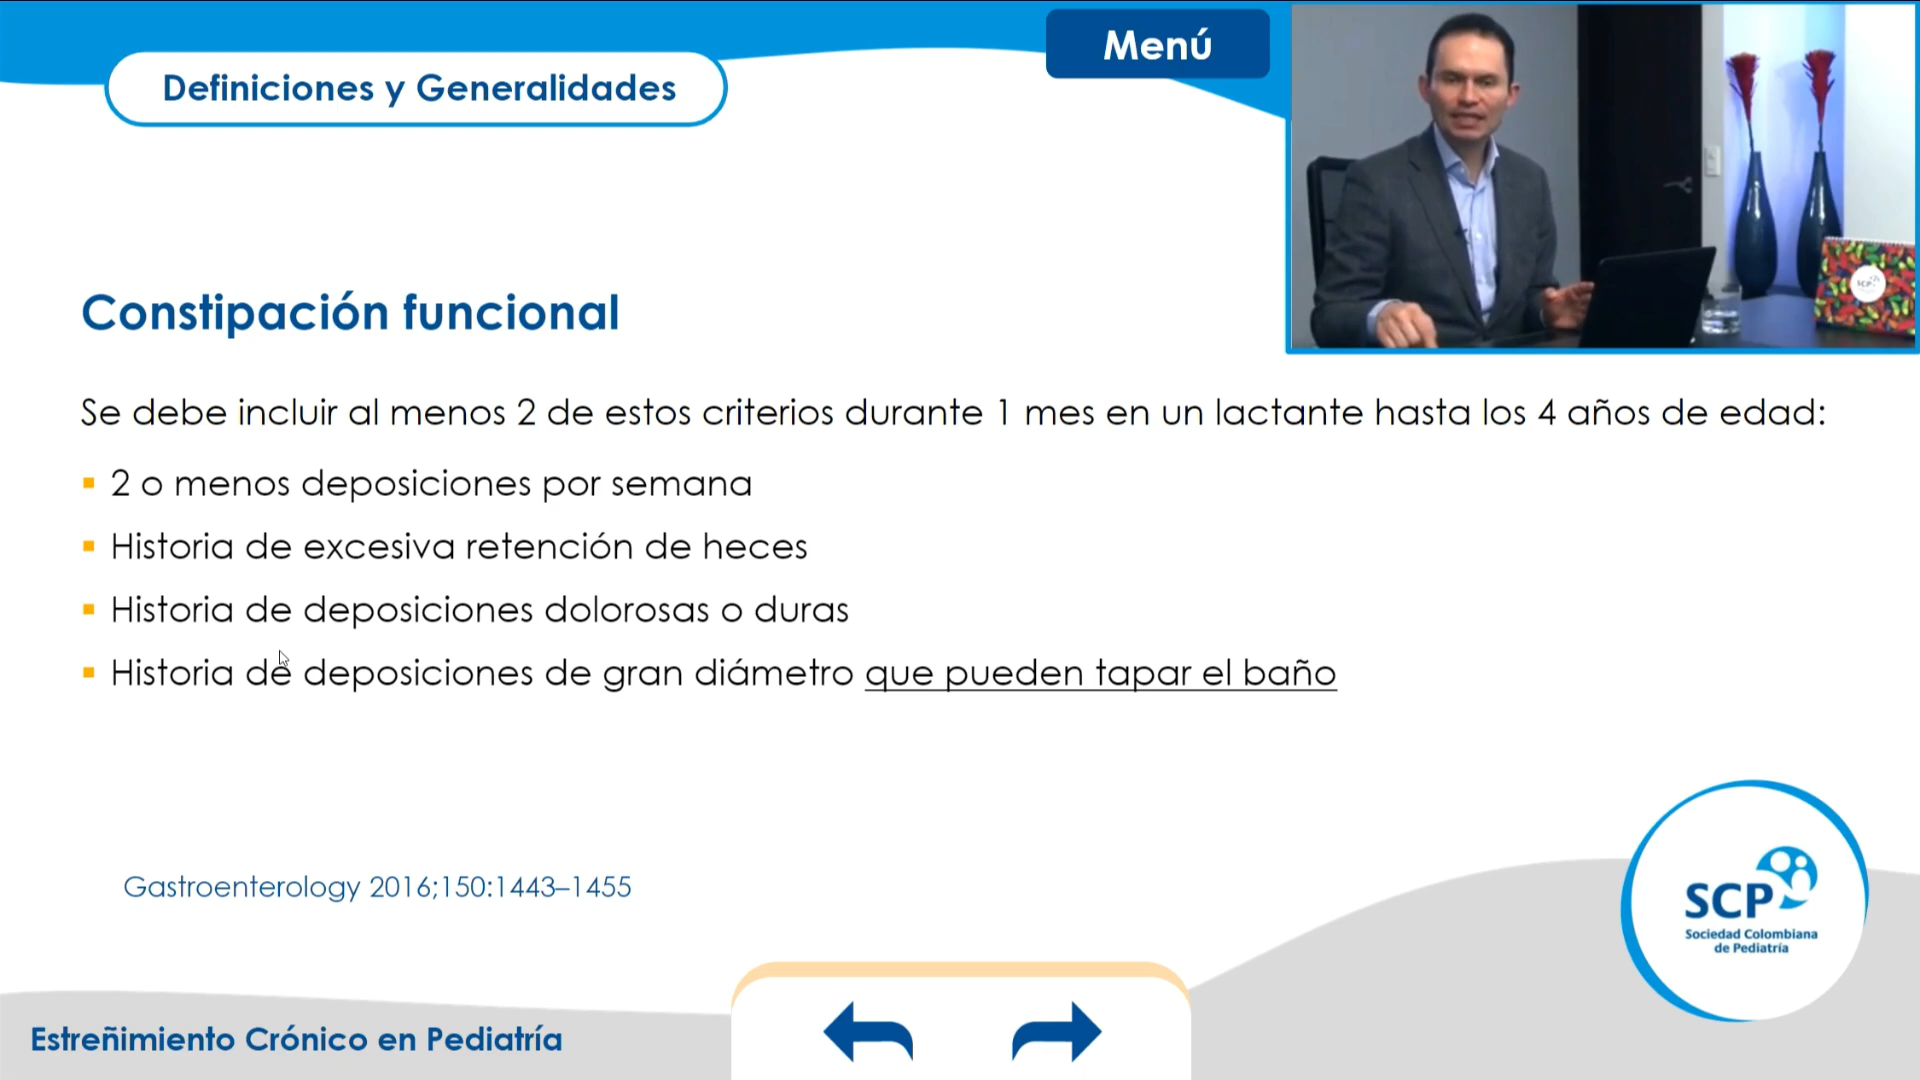 Menú
Definiciones y Generalidades
Constipación funcional
Se debe incluir al menos 2 de estos criterios durante 1 mes en un lactante hasta los 4 años de edad:
2 o menos deposiciones por semana
Historia de excesiva retención de heces
Historia de deposiciones dolorosas o duras
Historia de deposiciones de gran diámetro que pueden tapar el baño
Gastroenterology 2016;150:1443–1455
SCP
Sociedad Colombiana
de Pediatría
Estreñimiento Crónico en Pediatría
SCP